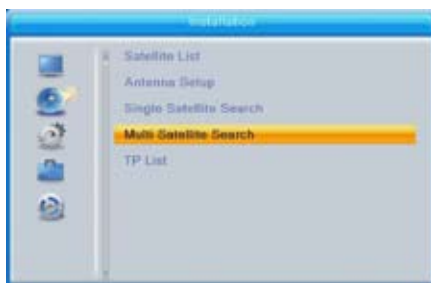 Installation
Satellite List
Antenna Setup
Single Satellite Search
Multi Satellite Search
TP List